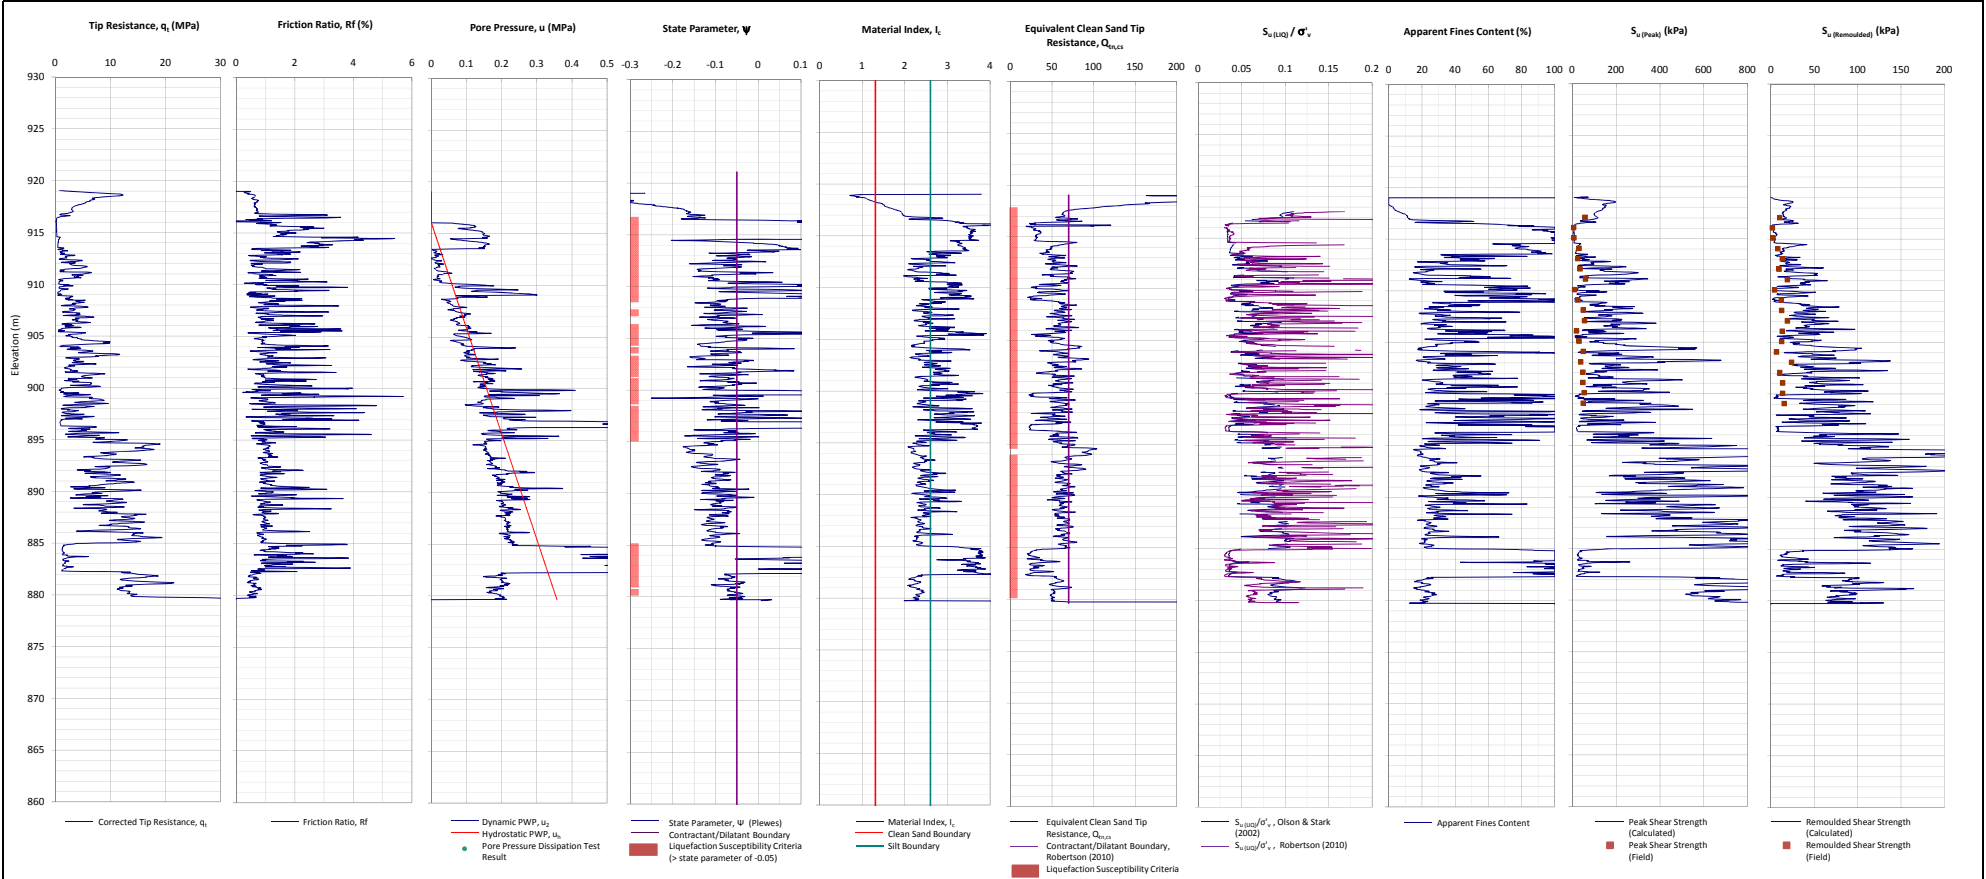 Tip Resistance, qt (MPa)
Friction Ratio, Rf (%)
Pore Pressure, u (MPa)
State Parameter, Ψ
Material Index, Ic
Equivalent Clean Sand Tip
Resistance, Qtn,cs
Su (LIQ) / σ'v
Apparent Fines Content (%)
Su (Peak) (kPa)
Su (Remoulded) (kPa)
0 10 20 30
0 2 4 6
0 0.1 0.2 0.3 0.4 0.5
-0.3 -0.2 -0.1 0 0.1
0 1 2 3 4
0 50 100 150 200
0 0.05 0.1 0.15 0.2
0 20 40 60 80 100
0 200 400 600 800
0 50 100 150 200
Elevation (m)
930
925
920
915
910
905
900
895
890
885
880
875
870
865
860
Corrected Tip Resistance, qt
Friction Ratio, Rf
Dynamic PWP, u2
Hydrostatic PWP, uh
Pore Pressure Dissipation Test
Result
State Parameter, Ψ (Plewes)
Contractant/Dilatant Boundary
Liquefaction Susceptibility Criteria
(> state parameter of -0.05)
Material Index, Ic
Clean Sand Boundary
Silt Boundary
Equivalent Clean Sand Tip
Resistance, Qtn,cs
Contractant/Dilatant Boundary,
Robertson (2010)
Liquefaction Susceptibility Criteria
Su (LIQ)/σ'v , Olson & Stark
(2002)
Su (LIQ)/σ'v , Robertson (2010)
Apparent Fines Content
Peak Shear Strength
(Calculated)
Peak Shear Strength
(Field)
Remoulded Shear Strength
(Calculated)
Remoulded Shear Strength
(Field)